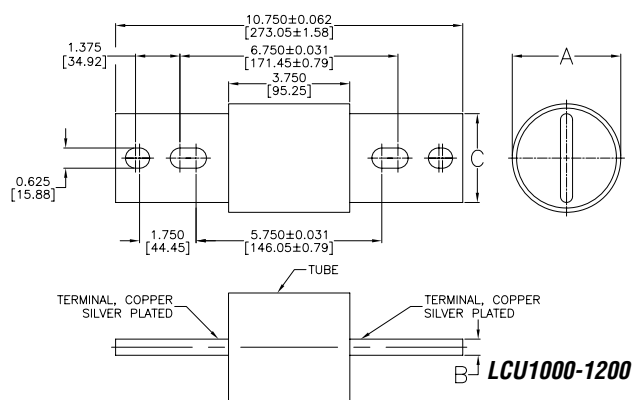 10.750±0.062
[273.05±1.58]
1.375
[34.92]
6.750±0.031
[171.45±0.79]
3.750
[95.25]
A
C
0.625
[15.88]
1.750
[44.45]
5.750±0.031
[146.05±0.79]
TUBE
TERMINAL, COPPER
SILVER PLATED
TERMINAL, COPPER
SILVER PLATED
B
LCU1000-1200